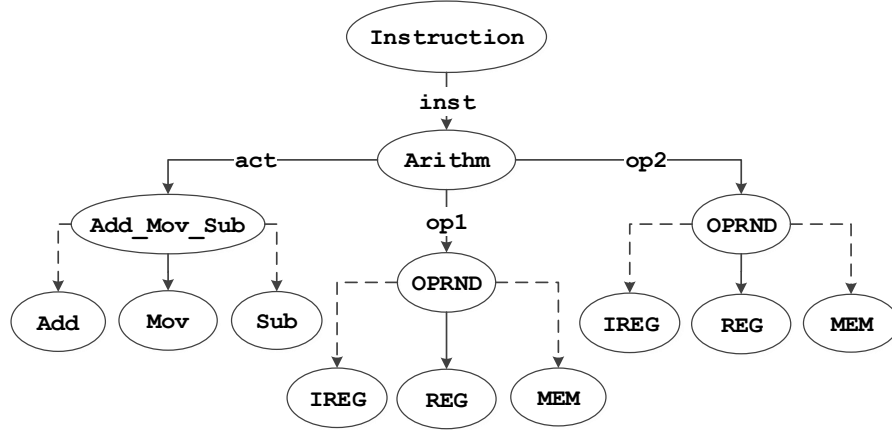 Instruction
inst
act
Arithm
op2
Add_Mov_Sub
op1
OPRND
OPRND
Add
Mov
Sub
IREG
REG
MEM
IREG
REG
MEM